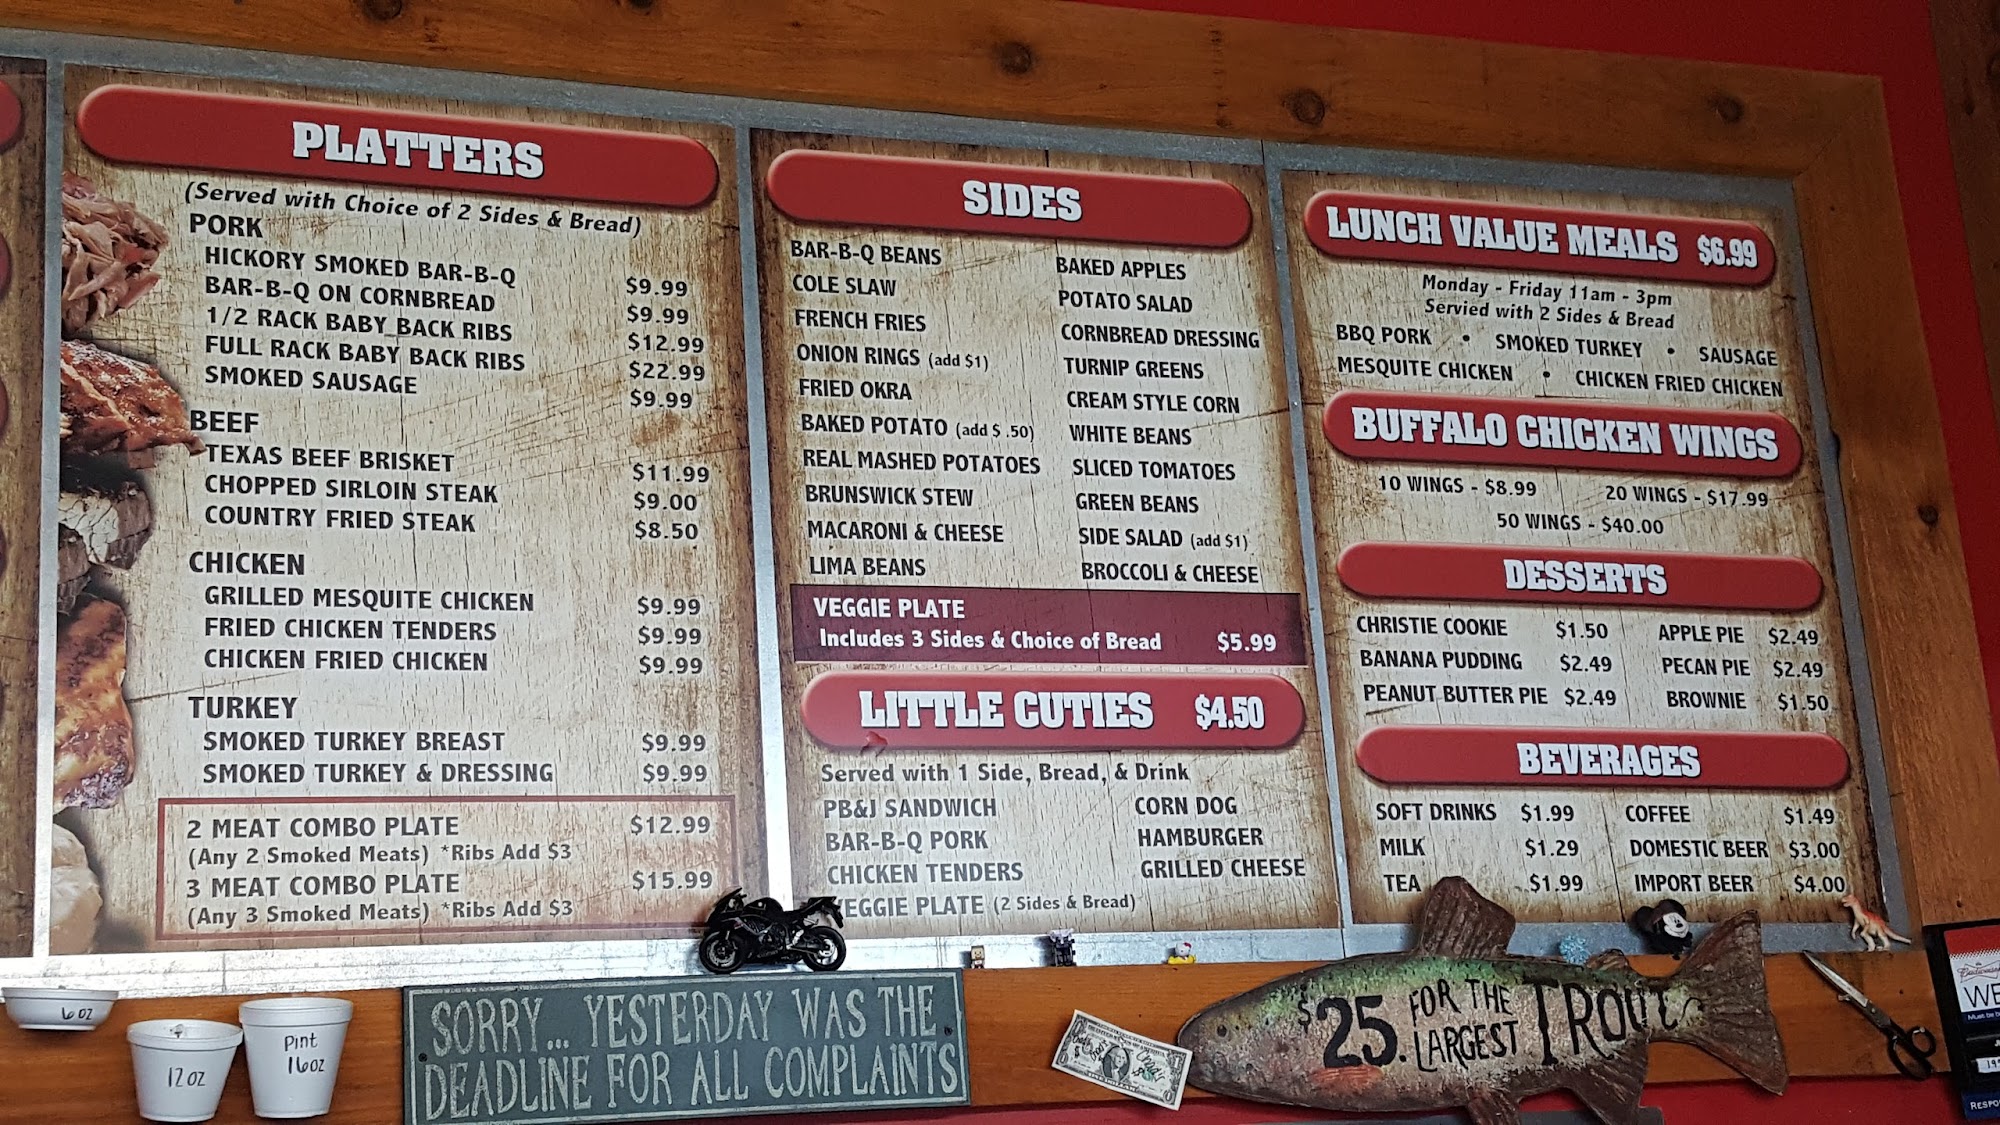 PLATTERS
(Served with Choice of 2 Sides & Bread)
PORK
HICKORY SMOKED BAR-B-Q $9.99
BAR-B-Q ON CORNBREAD $9.99
1/2 RACK BABY BACK RIBS $12.99
FULL RACK BABY BACK RIBS $22.99
SMOKED SAUSAGE $9.99
BEEF
TEXAS BEEF BRISKET $11.99
CHOPPED SIRLOIN STEAK $9.00
COUNTRY FRIED STEAK $8.50
CHICKEN
GRILLED MESQUITE CHICKEN $9.99
FRIED CHICKEN TENDERS $9.99
CHICKEN FRIED CHICKEN $9.99
TURKEY
SMOKED TURKEY BREAST $9.99
SMOKED TURKEY & DRESSING $9.99
2 MEAT COMBO PLATE $12.99
(Any 2 Smoked Meats) *Ribs Add $3
3 MEAT COMBO PLATE $15.99
(Any 3 Smoked Meats) *Ribs Add $3
SIDES
BAR-B-Q BEANS
COLE SLAW
FRENCH FRIES
ONION RINGS (add $1)
FRIED OKRA
BAKED POTATO (add $ .50)
REAL MASHED POTATOES
BRUNSWICK STEW
MACARONI & CHEESE
LIMA BEANS
BAKED APPLES
POTATO SALAD
CORNBREAD DRESSING
TURNIP GREENS
CREAM STYLE CORN
WHITE BEANS
SLICED TOMATOES
GREEN BEANS
SIDE SALAD (add $1)
BROCCOLI & CHEESE
VEGGIE PLATE
Includes 3 Sides & Choice of Bread $5.99
LITTLE CUTIES $4.50
Served with 1 Side, Bread, & Drink
PB&J SANDWICH
BAR-B-Q PORK
CHICKEN TENDERS
VEGGIE PLATE (2 Sides & Bread)
CORN DOG
HAMBURGER
GRILLED CHEESE
LUNCH VALUE MEALS $6.99
Monday - Friday 11am - 3pm
Servied with 2 Sides & Bread
BBQ PORK • SMOKED TURKEY • SAUSAGE
MESQUITE CHICKEN • CHICKEN FRIED CHICKEN
BUFFALO CHICKEN WINGS
10 WINGS - $8.99 20 WINGS - $17.99
50 WINGS - $40.00
DESSERTS
CHRISTIE COOKIE $1.50 APPLE PIE $2.49
BANANA PUDDING $2.49 PECAN PIE $2.49
PEANUT BUTTER PIE $2.49 BROWNIE $1.50
BEVERAGES
SOFT DRINKS $1.99 COFFEE $1.49
MILK $1.29 DOMESTIC BEER $3.00
TEA $1.99 IMPORT BEER $4.00
6 oz
12 oz
Pint
16oz
SORRY... YESTERDAY WAS THE
DEADLINE FOR ALL COMPLAINTS
$25. FOR THE
LARGEST TROUT
Budweiser
WE